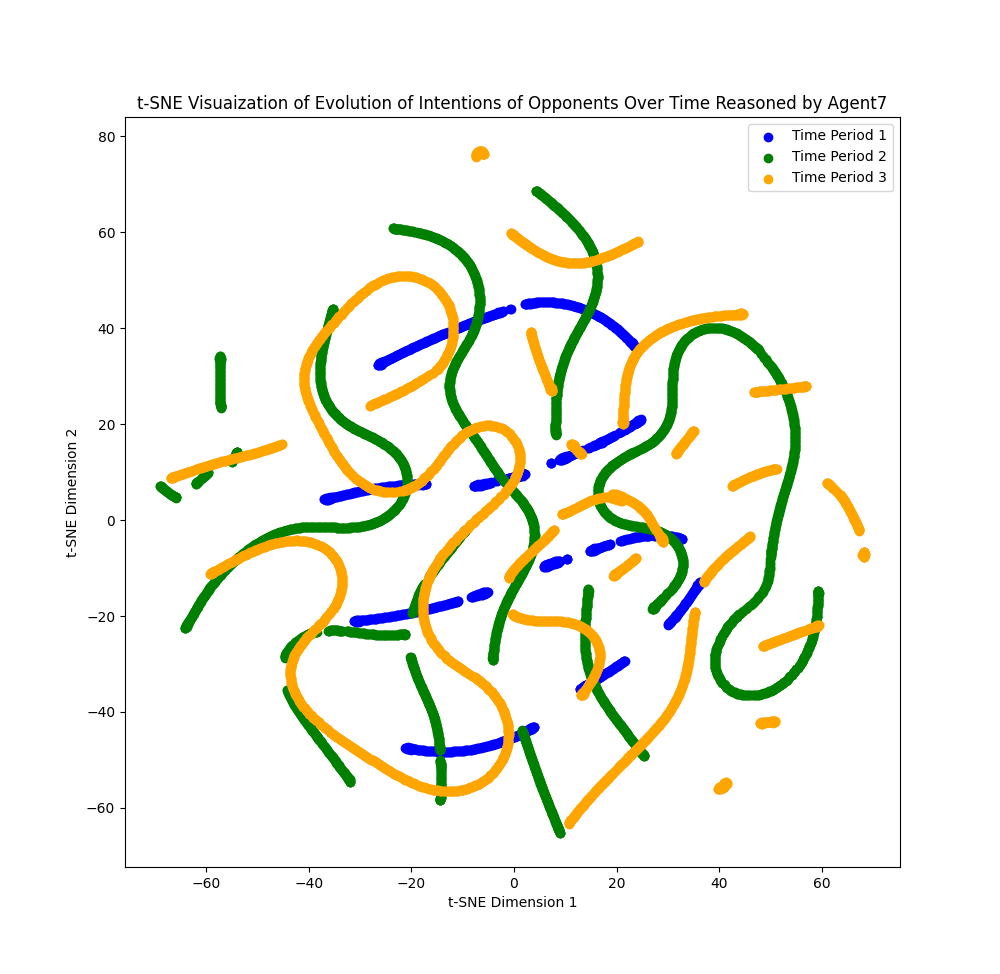 t-SNE Visuaization of Evolution of Intentions of Opponents Over Time Reasoned by Agent7
Time Period 1
Time Period 2
Time Period 3
80
60
40
20
0
−20
−40
−60
t-SNE Dimension 2
−60 −40 −20 0 20 40 60
t-SNE Dimension 1